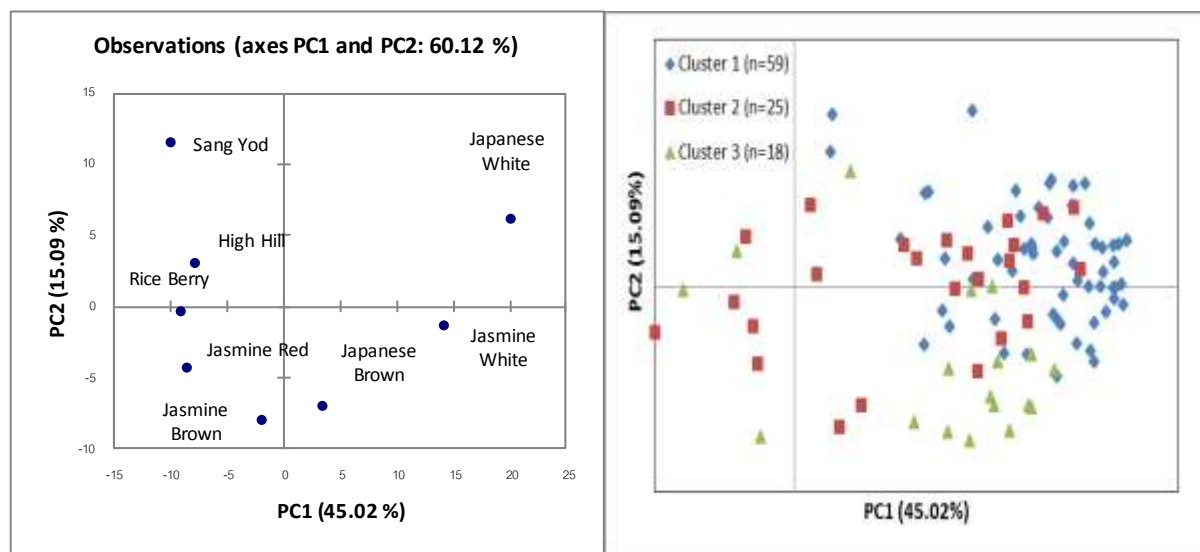 Observations (axes PC1 and PC2: 60.12 %)
15
10
5
0
-5
-10
-15
-10
-5
0
5
10
15
20
25
PC2 (15.09 %)
PC1 (45.02 %)
Sang Yod
Japanese
White
High Hill
Rice Berry
Jasmine Red
Japanese
Brown
Jasmine
White
Jasmine
Brown
Cluster 1 (n=59)
Cluster 2 (n=25)
Cluster 3 (n=18)
PC2 (15.09%)
PC1 (45.02%)